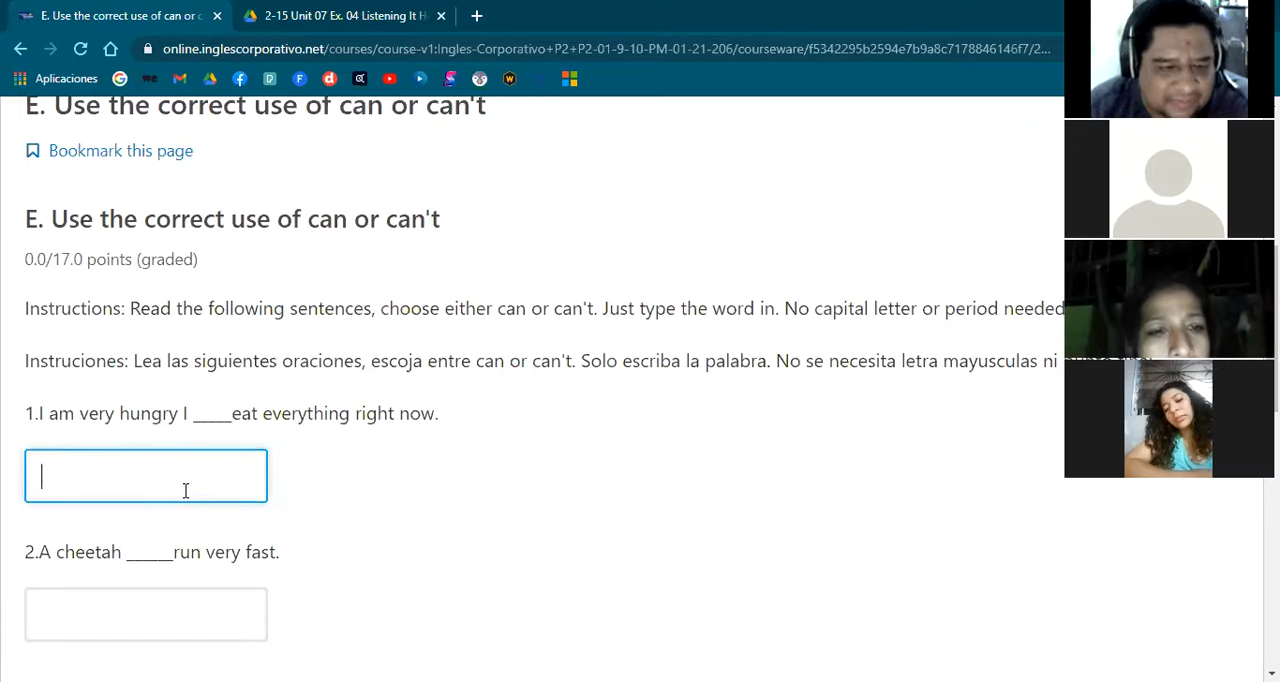 E. Use the correct use of can or c
2-15 Unit 07 Ex. 04 Listening It H
online.inglescorporativo.net/courses/course-v1:Ingles-Corporativo+P2+P2-01-9-10-PM-01-21-206/courseware/f5342295b2594e7b9a8c7178846146f7/2...
Aplicaciones
E. Use the correct use of can or can't
Bookmark this page
E. Use the correct use of can or can't
0.0/17.0 points (graded)
Instructions: Read the following sentences, choose either can or can't. Just type the word in. No capital letter or period needed
Instruciones: Lea las siguientes oraciones, escoja entre can or can't. Solo escriba la palabra. No se necesita letra mayusculas ni
1.I am very hungry I _____eat everything right now.
2.A cheetah ______run very fast.